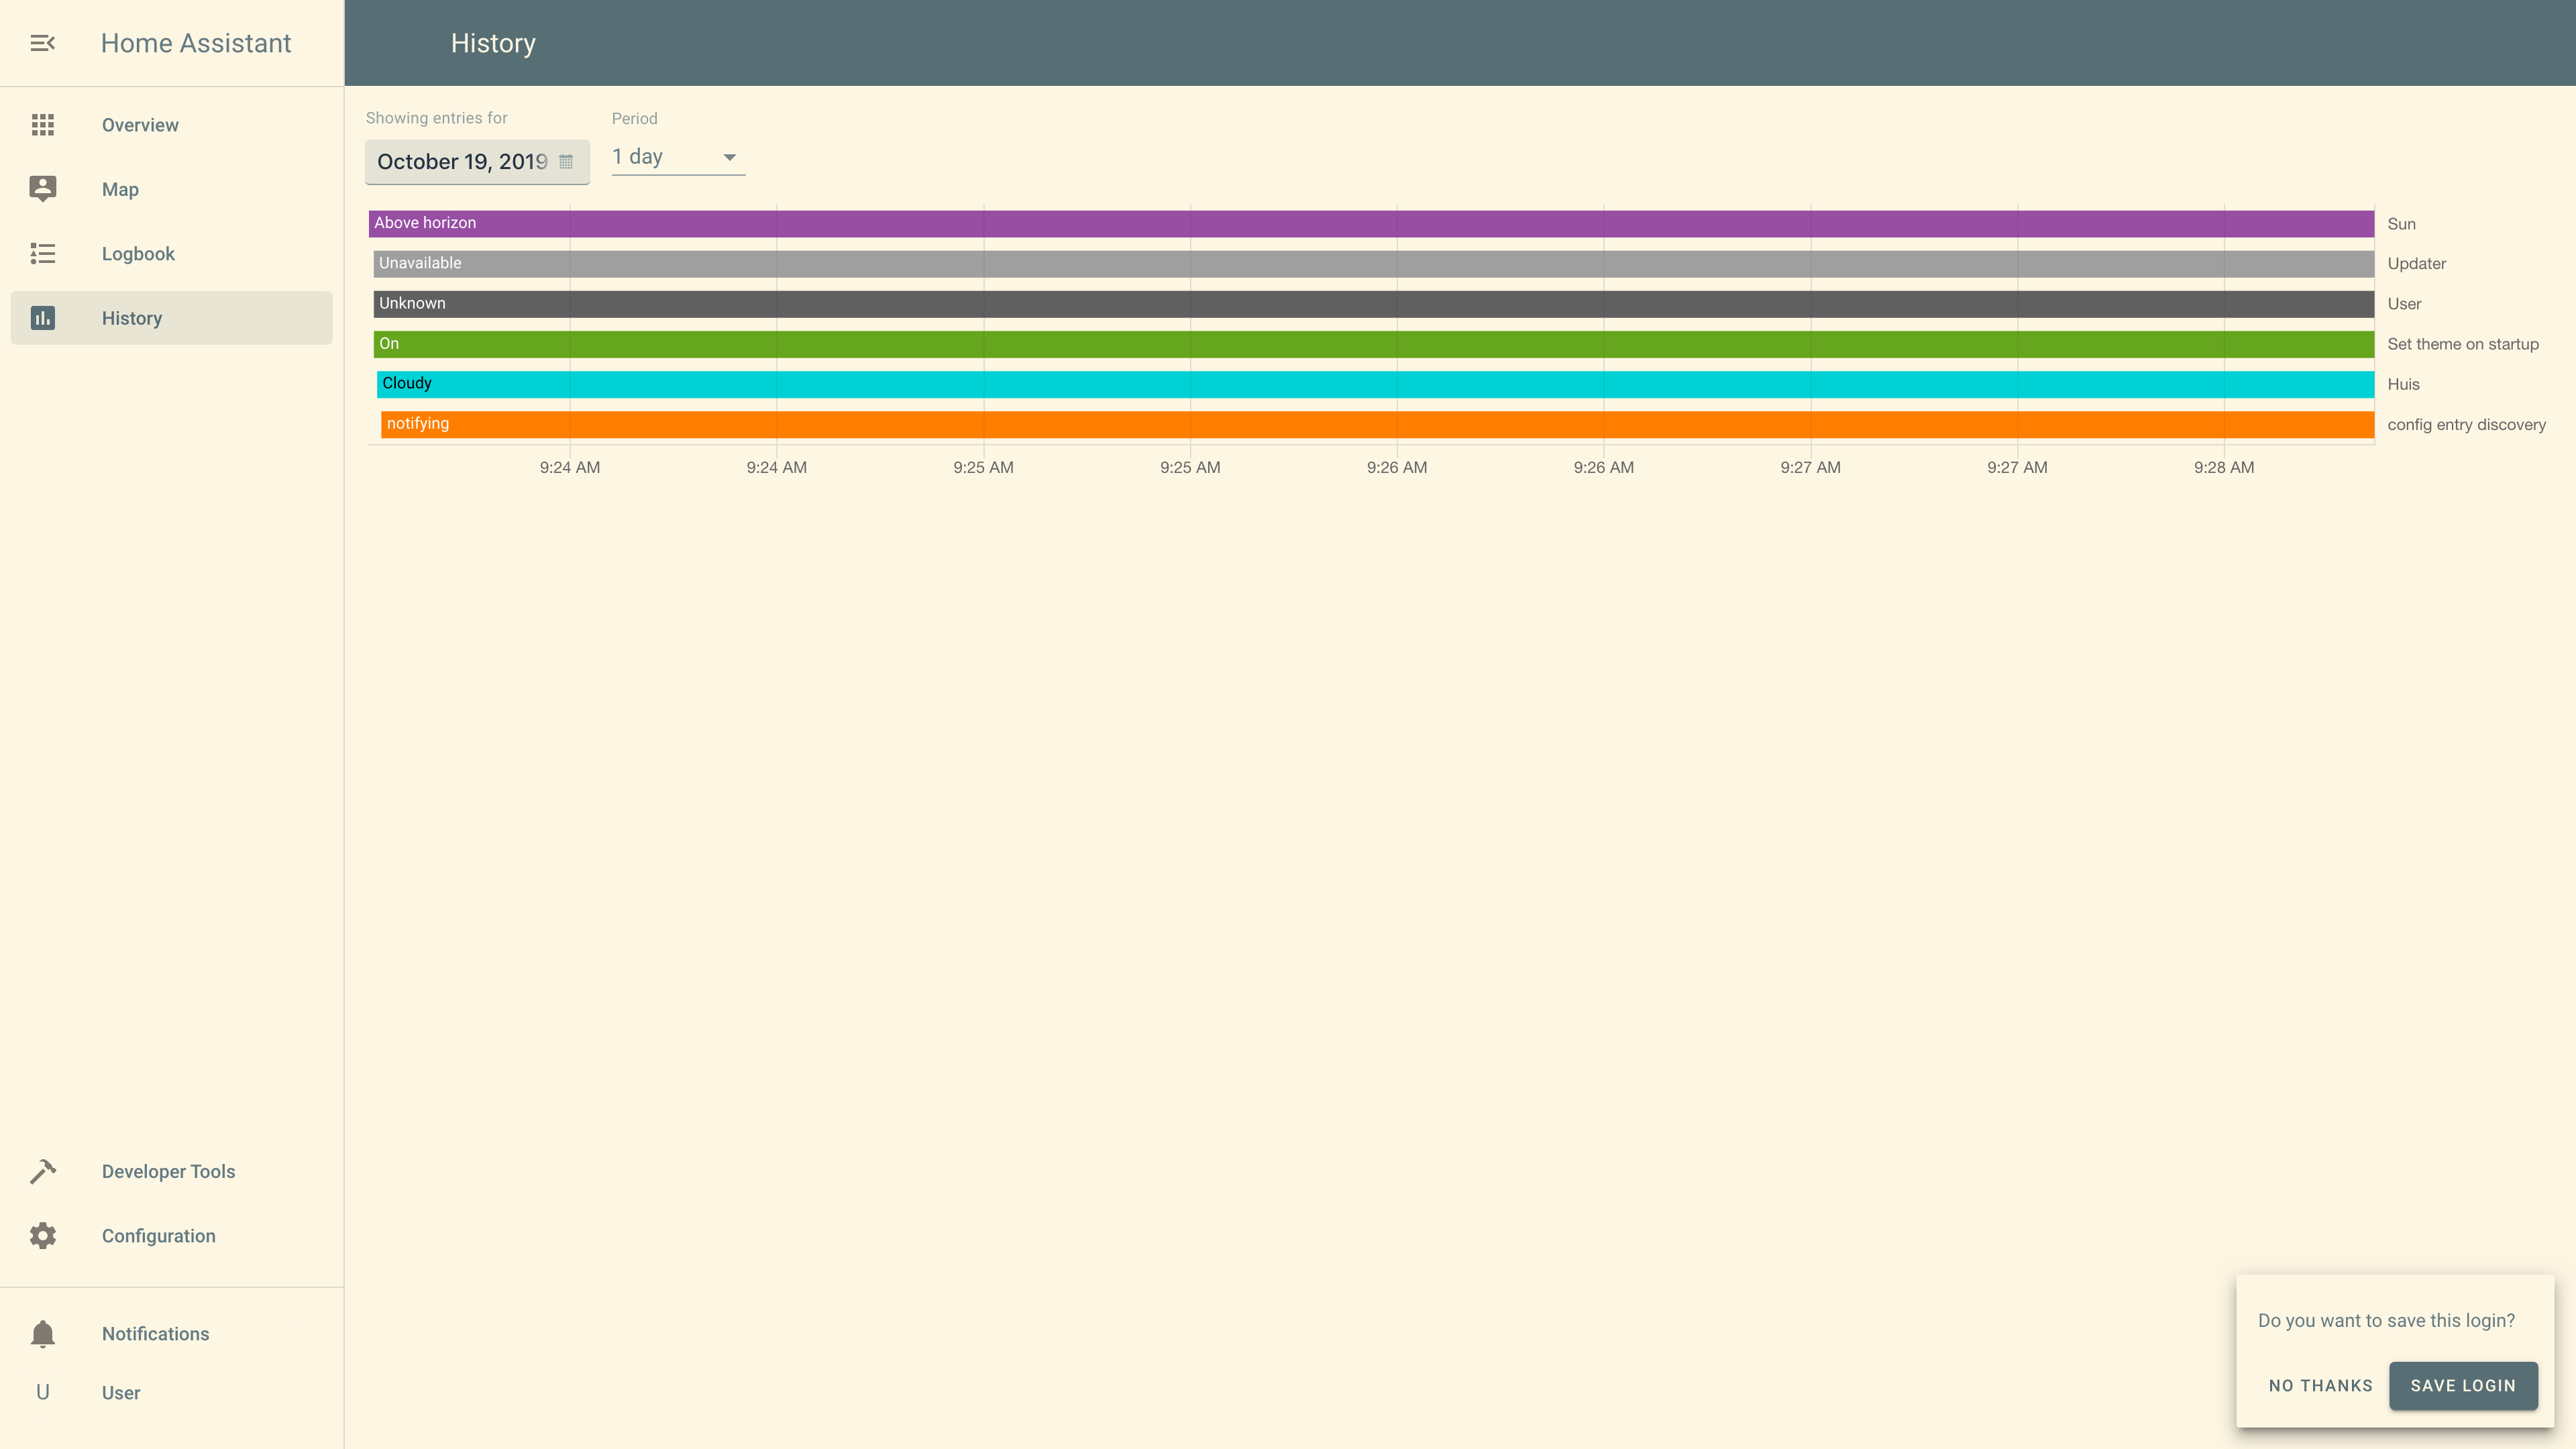 Home Assistant
History
Overview
Map
Logbook
History
Developer Tools
Configuration
Notifications
U User
Showing entries for
October 19, 2019
Period
1 day
Above horizon Sun
Unavailable Updater
Unknown User
On Set theme on startup
Cloudy Huis
notifying config entry discovery
9:24 AM 9:24 AM 9:25 AM 9:25 AM 9:26 AM 9:26 AM 9:27 AM 9:27 AM 9:28 AM
Do you want to save this login?
NO THANKS SAVE LOGIN